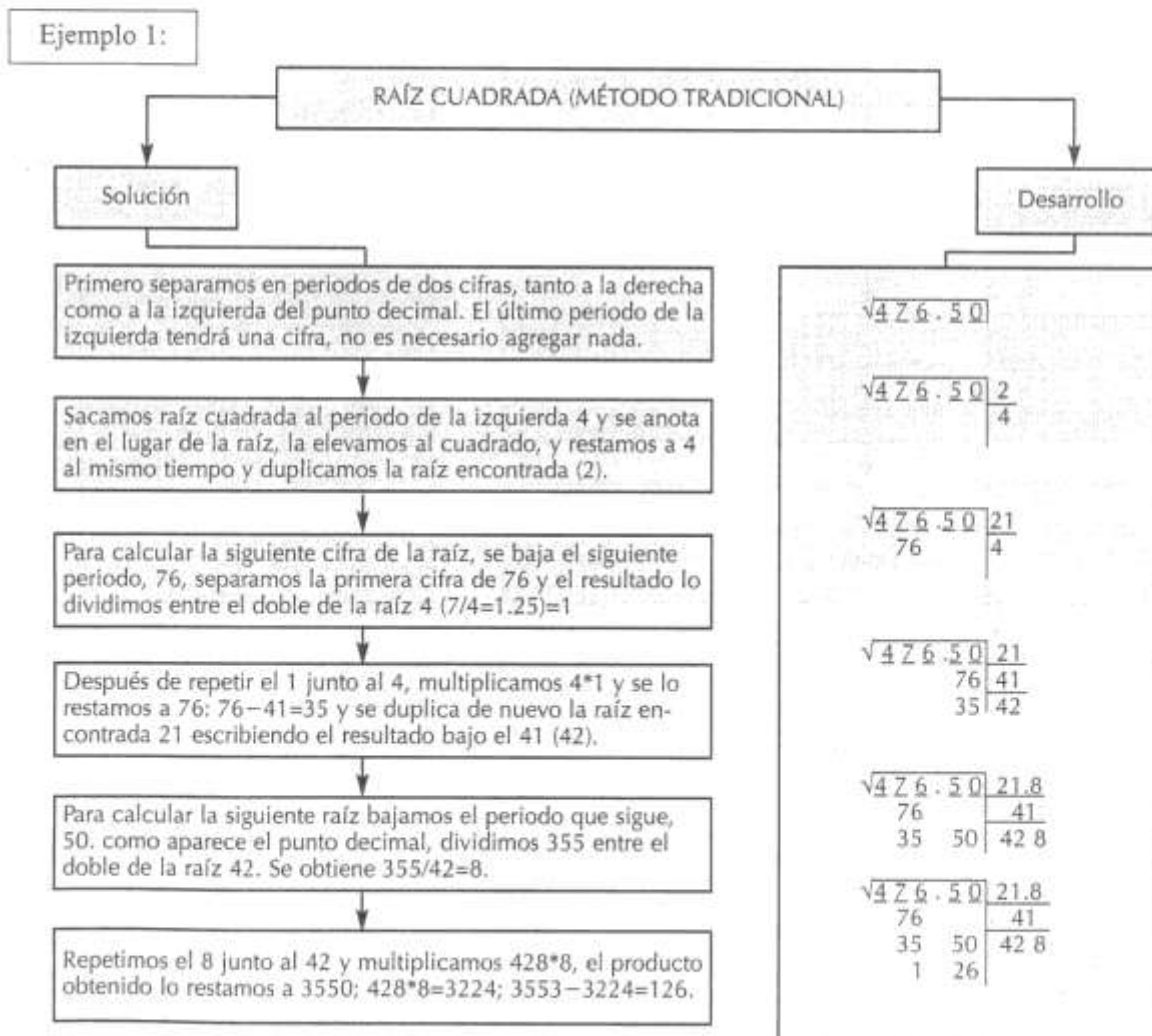 Ejemplo 1:
RAÍZ CUADRADA (MÉTODO TRADICIONAL)
Solución
Desarrollo
Primero separamos en periodos de dos cifras, tanto a la derecha
como a la izquierda del punto decimal. El último periodo de la
izquierda tendrá una cifra, no es necesario agregar nada.
√4 7 6 . 5 0
Sacamos raíz cuadrada al periodo de la izquierda 4 y se anota
en el lugar de la raíz, la elevamos al cuadrado, y restamos a 4
al mismo tiempo y duplicamos la raíz encontrada (2).
√4 7 6 . 5 0 2
4
Para calcular la siguiente cifra de la raíz, se baja el siguiente
periodo, 76, separamos la primera cifra de 76 y el resultado lo
dividimos entre el doble de la raíz 4 (7/4=1.25)=1
√4 7 6 .5 0 21
76 4
Después de repetir el 1 junto al 4, multiplicamos 4*1 y se lo
restamos a 76: 76−41=35 y se duplica de nuevo la raíz en-
contrada 21 escribiendo el resultado bajo el 41 (42).
√4 7 6 .5 0 21
76 41
35 42
Para calcular la siguiente raíz bajamos el periodo que sigue,
50. como aparece el punto decimal, dividimos 355 entre el
doble de la raíz 42. Se obtiene 355/42=8.
√4 7 6 . 5 0 21.8
76 41
35 50 42 8
Repetimos el 8 junto al 42 y multiplicamos 428*8, el producto
obtenido lo restamos a 3550; 428*8=3224; 3553−3224=126.
√4 7 6 . 5 0 21.8
76 41
35 50 42 8
1 26